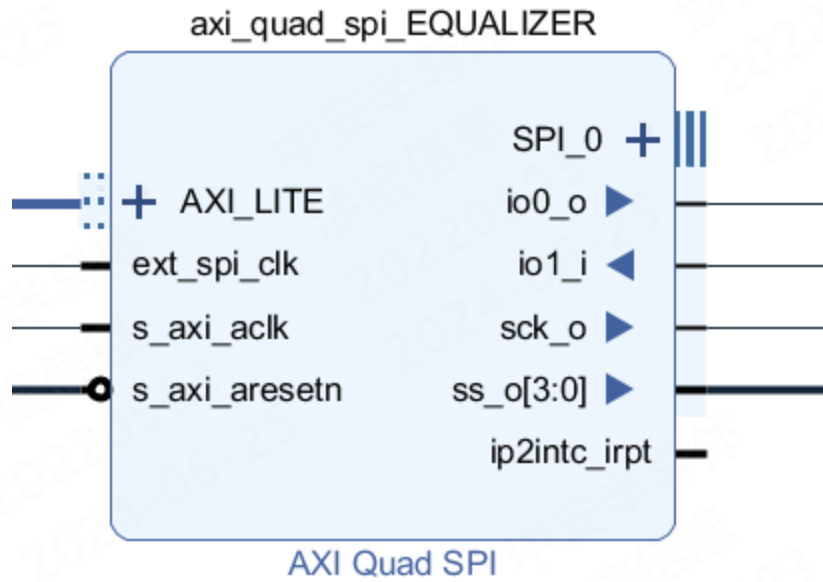 axi_quad_spi_EQUALIZER
SPI_0
AXI_LITE
io0_o
ext_spi_clk
io1_i
s_axi_aclk
sck_o
s_axi_aresetn
ss_o[3:0]
ip2intc_irpt
AXI Quad SPI